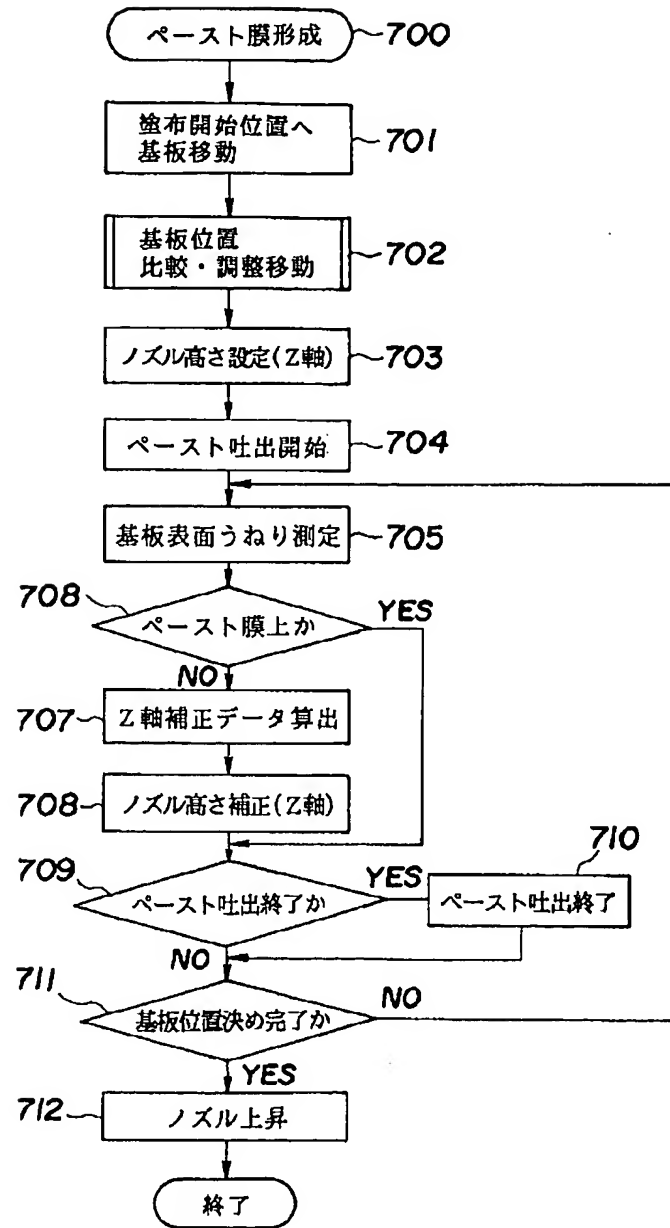 ペースト膜形成 700
塗布開始位置へ
基板移動 701
基板位置
比較・調整移動 702
ノズル高さ設定(Z軸) 703
ペースト吐出開始 704
基板表面うねり測定 705
708 ペースト膜上か YES
NO
707 Z軸補正データ算出
708 ノズル高さ補正(Z軸)
709 ペースト吐出終了か YES 710 ペースト吐出終了
NO
711 基板位置決め完了か NO
YES
712 ノズル上昇
終了